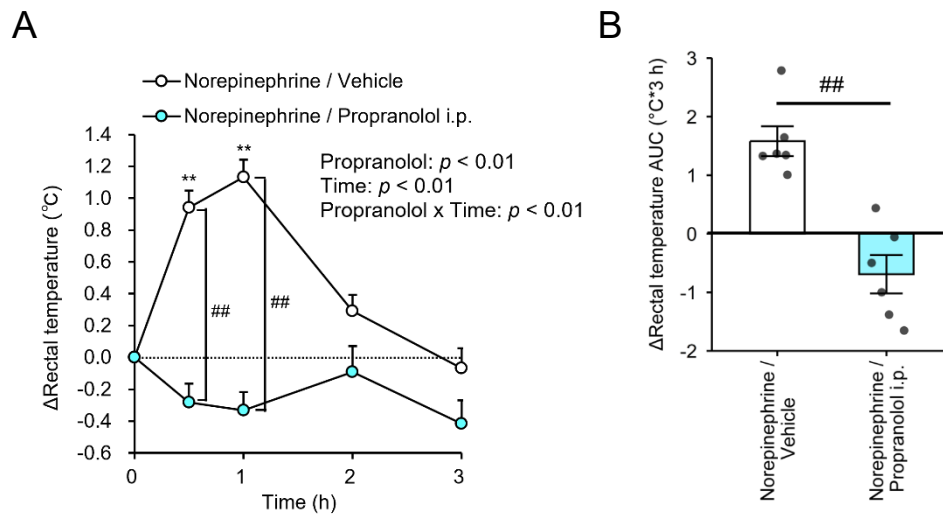 A
Norepinephrine / Vehicle
Norepinephrine / Propranolol i.p.
ΔRectal temperature (℃)
1.4
1.2
1.0
0.8
0.6
0.4
0.2
0.0
-0.2
-0.4
-0.6
**
**
##
##
Propranolol: p < 0.01
Time: p < 0.01
Propranolol x Time: p < 0.01
0
1
2
3
Time (h)
B
ΔRectal temperature AUC (°C*3 h)
3
2
1
0
-1
-2
##
Norepinephrine /
Vehicle
Norepinephrine /
Propranolol i.p.